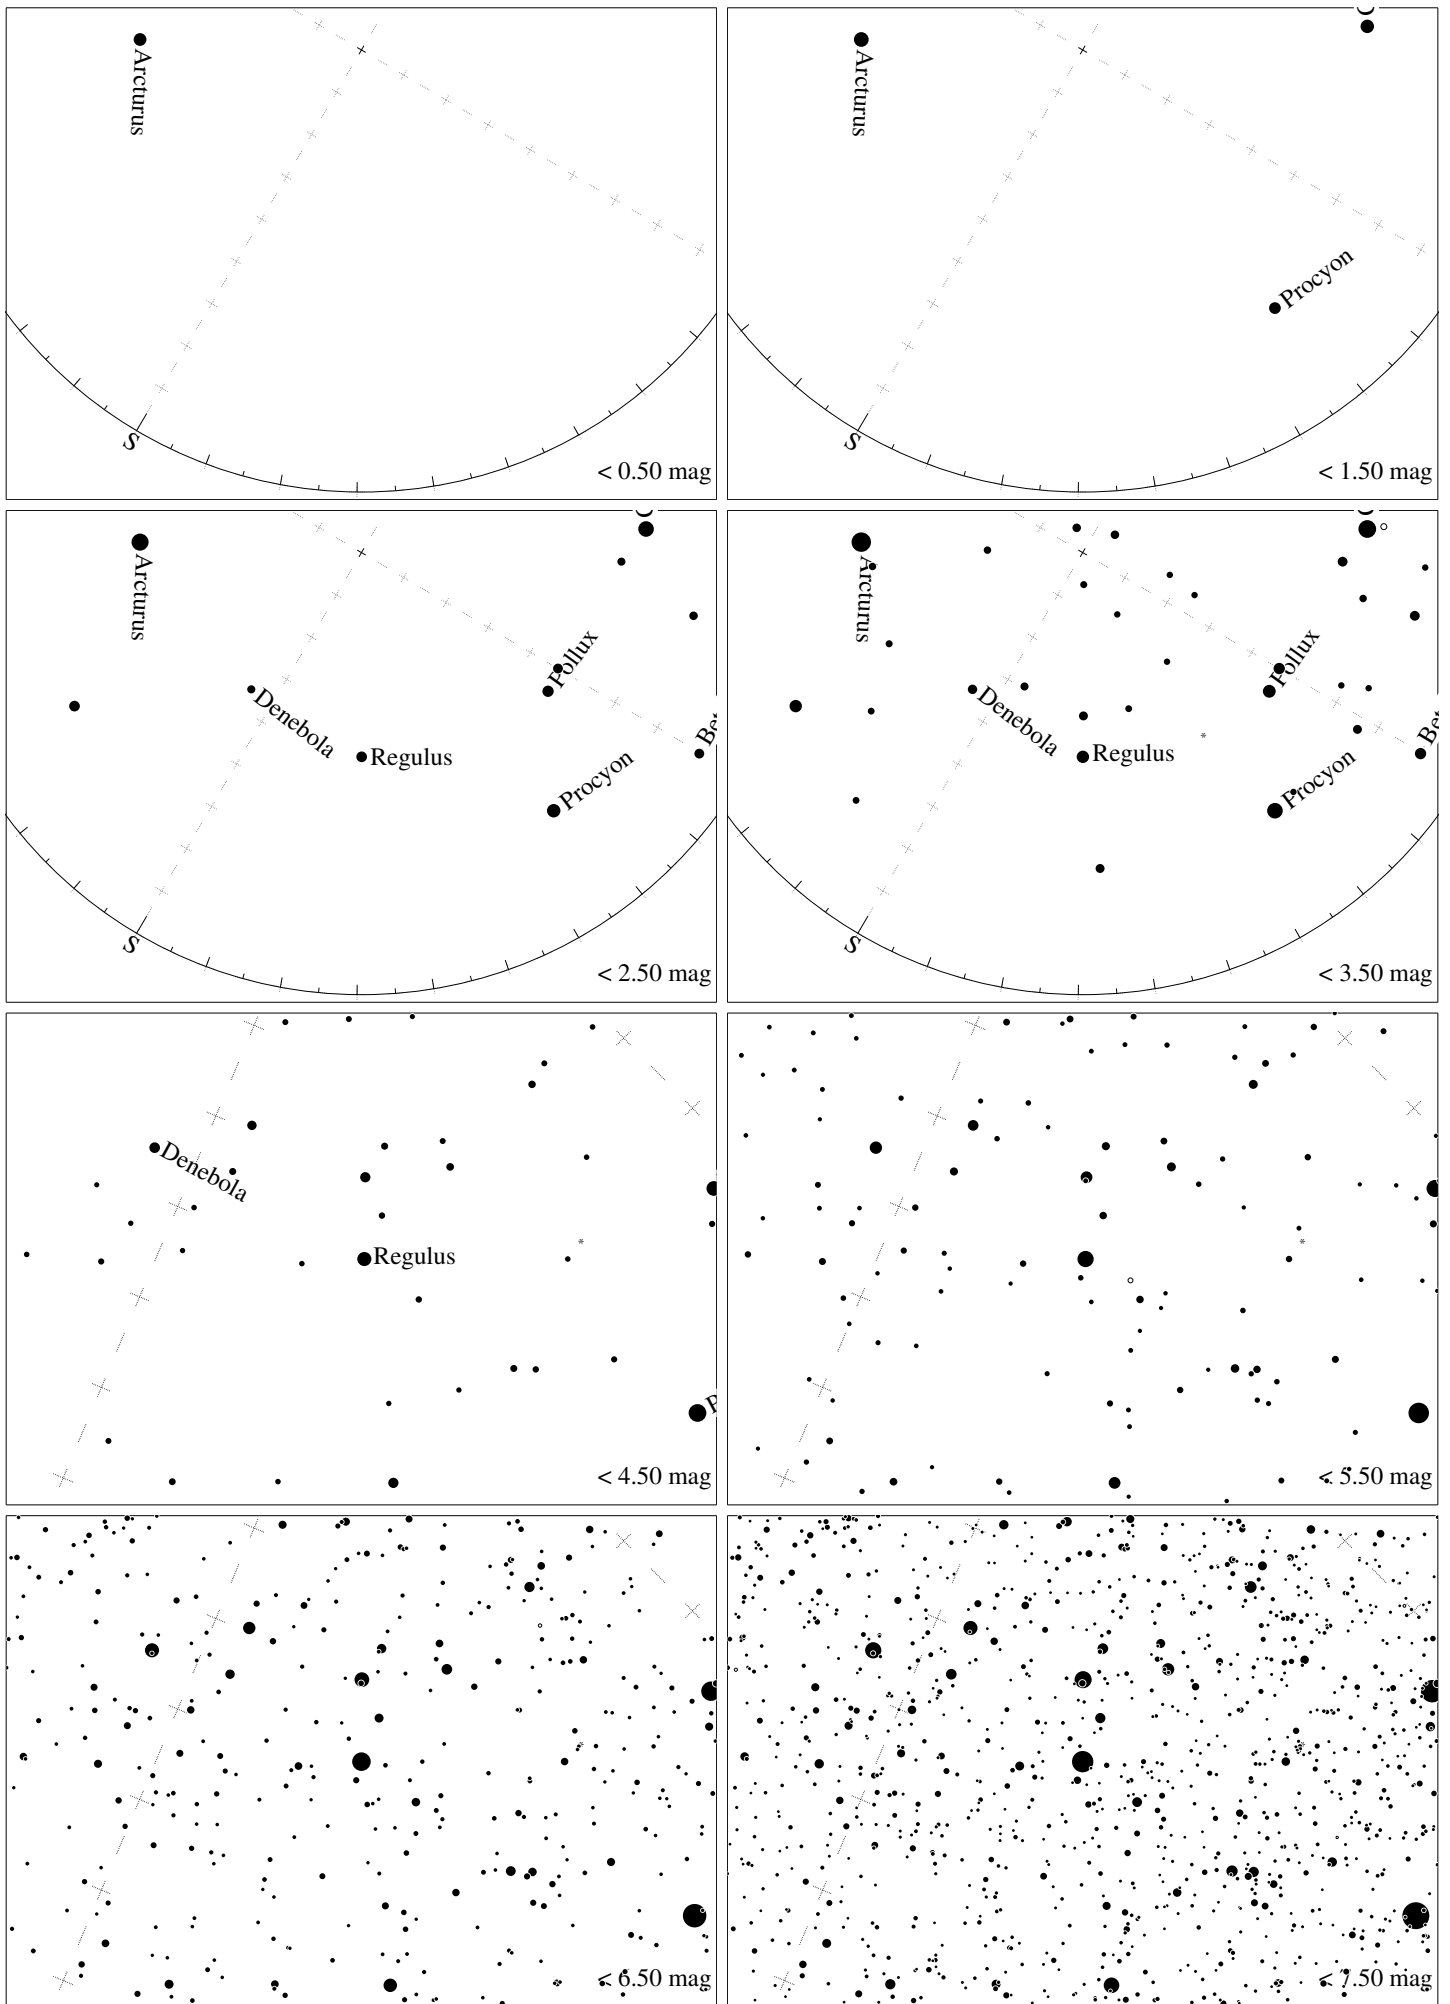 Arcturus
S
< 0.50 mag
Arcturus
Procyon
S
< 1.50 mag
Arcturus
Pollux
Denebola
Regulus
Procyon
S
< 2.50 mag
Arcturus
Pollux
Denebola
Regulus
Procyon
S
< 3.50 mag
Denebola
Regulus
< 4.50 mag
< 5.50 mag
< 6.50 mag
< 7.50 mag